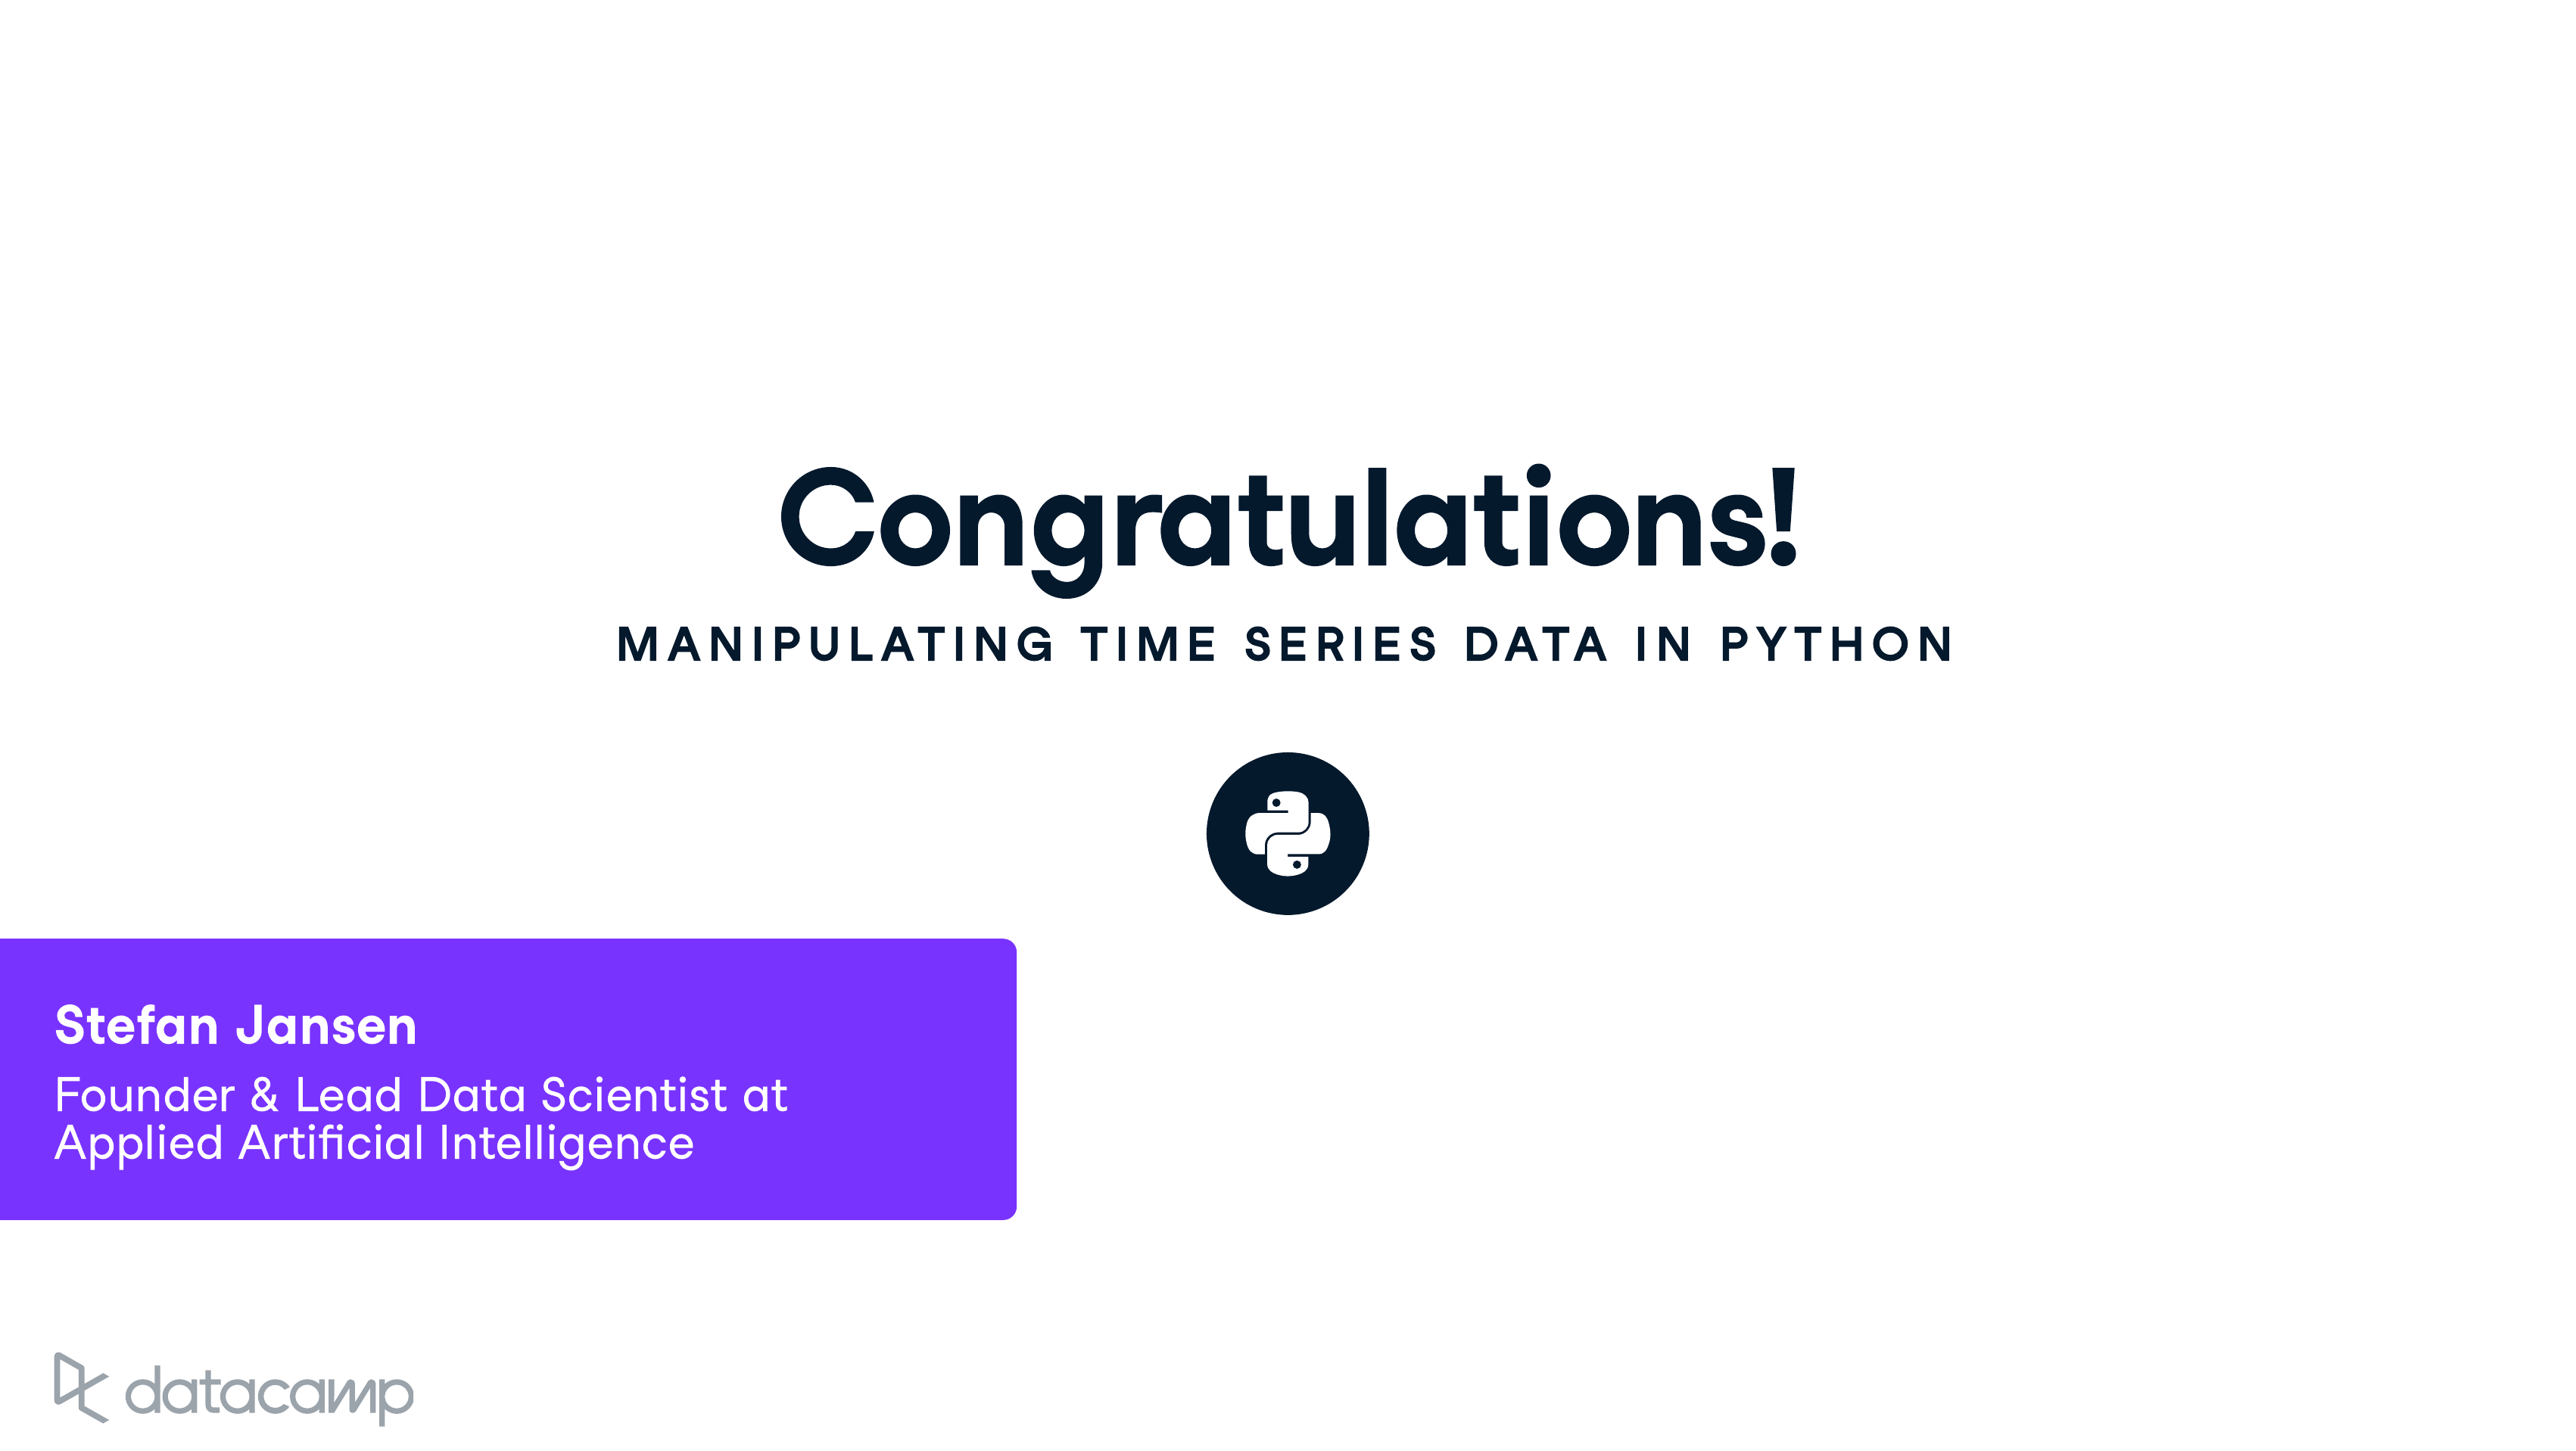 Congratulations!
MANIPULATING TIME SERIES DATA IN PYTHON
Stefan Jansen
Founder & Lead Data Scientist at
Applied Artificial Intelligence
datacamp